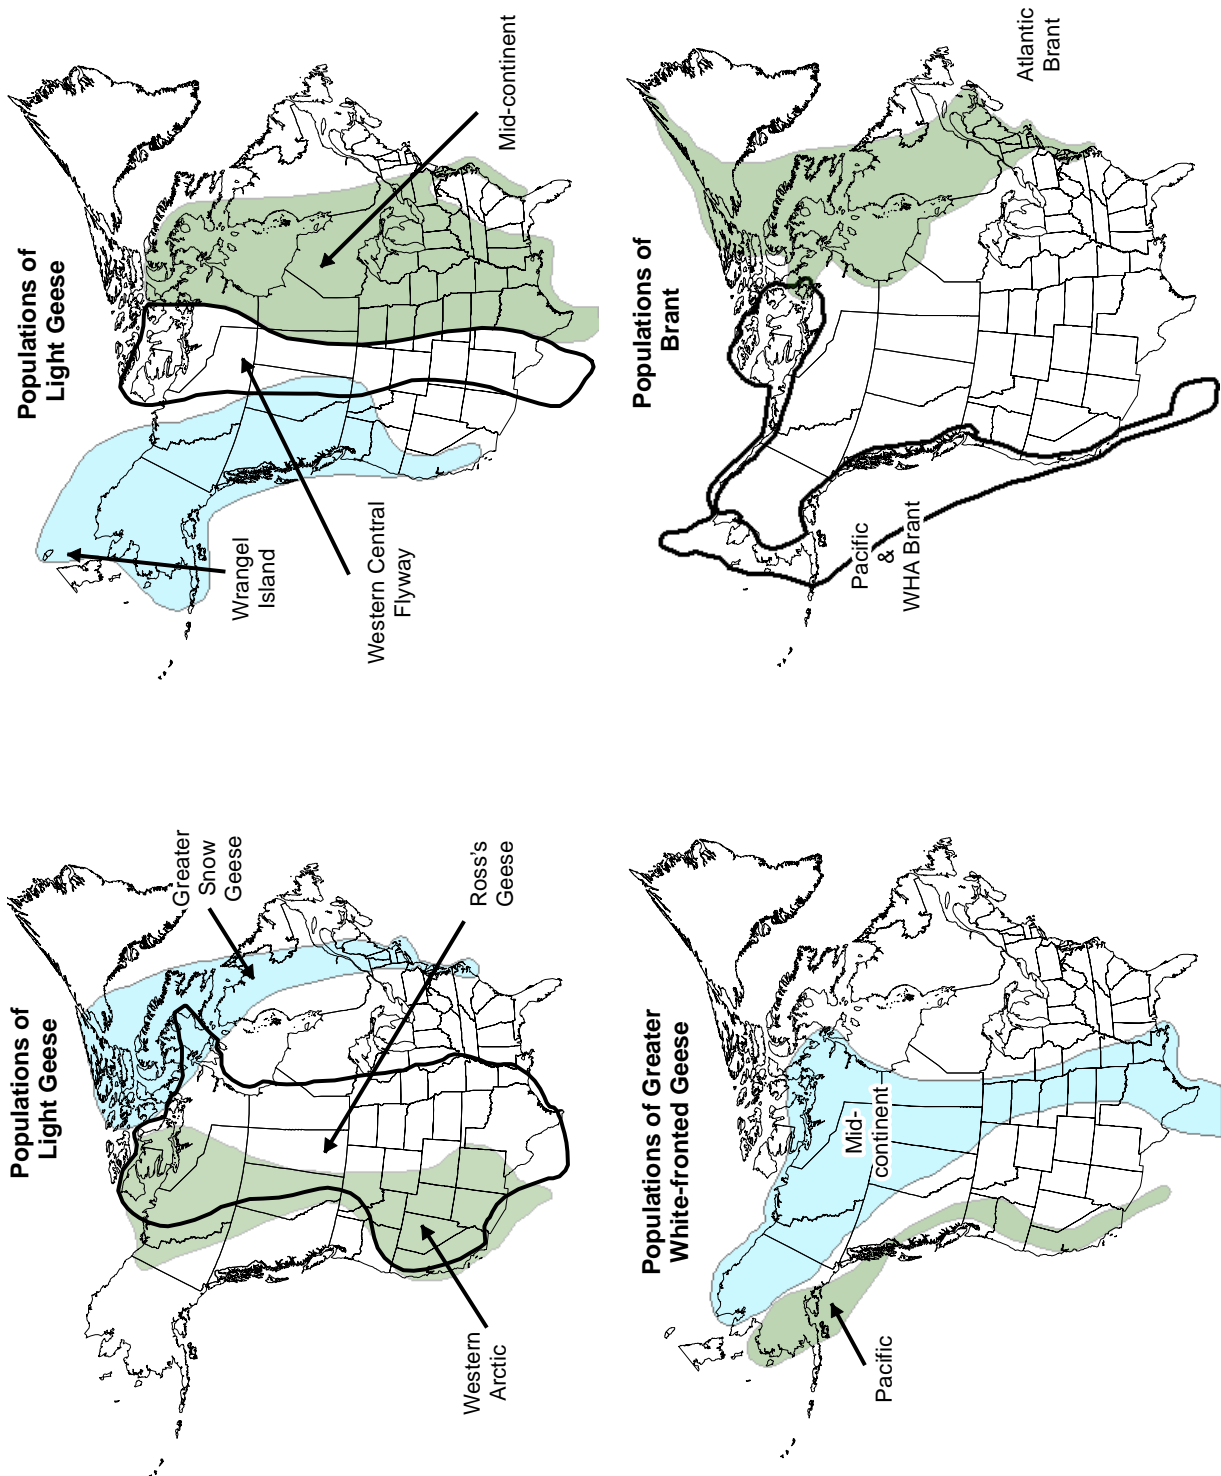 Populations of
Light Geese
Greater
Snow
Geese
Ross's
Geese
Western
Arctic
Populations of
Light Geese
Mid-continent
Wrangel
Island
Western Central
Flyway
Populations of Greater
White-fronted Geese
Mid-
continent
Pacific
Populations of
Brant
Atlantic
Brant
Pacicific
&
WHA Brant